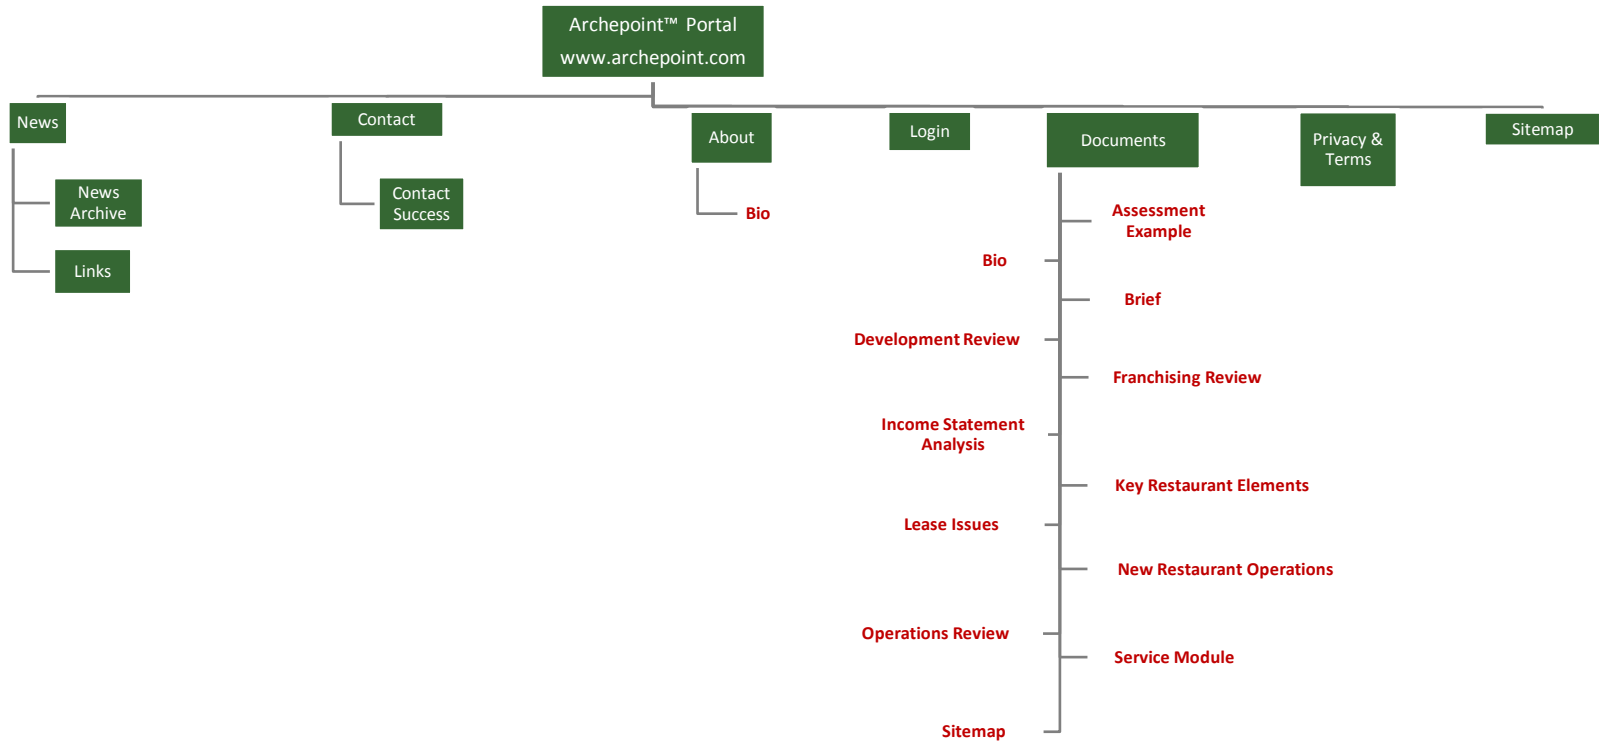 Archepoint™ Portal
www.archepoint.com
News
Contact
About
Login
Documents
Privacy &
Terms
Sitemap
News
Archive
Links
Contact
Success
Bio
Assessment
Example
Bio
Brief
Development Review
Franchising Review
Income Statement
Analysis
Key Restaurant Elements
Lease Issues
New Restaurant Operations
Operations Review
Service Module
Sitemap